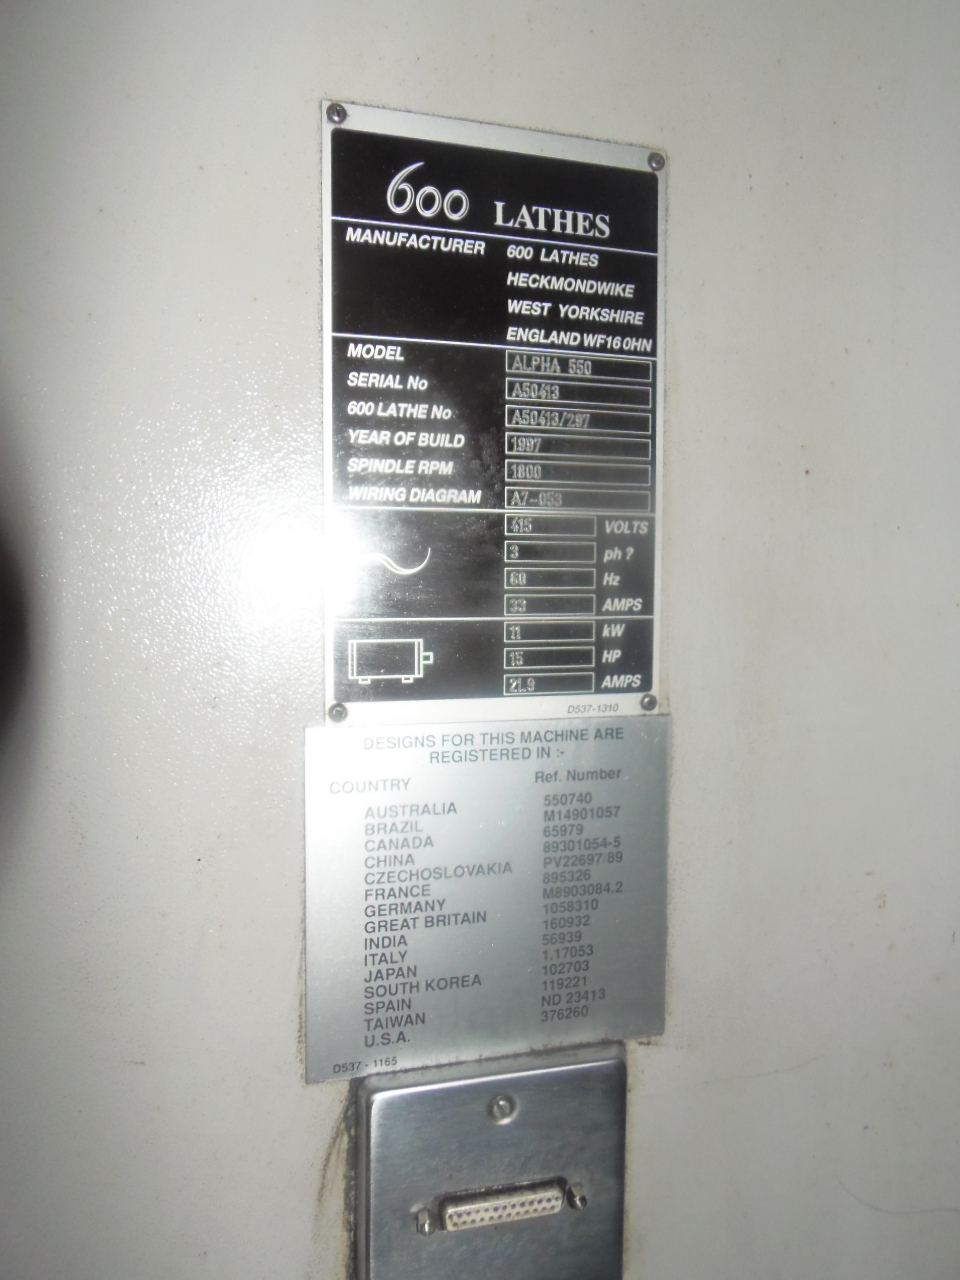 600 LATHES
MANUFACTURER 600 LATHES
HECKMONDWIKE
WEST YORKSHIRE
ENGLAND WF16 0HN
MODEL ALPHA 550
SERIAL No A50413
600 LATHE No A50413/297
YEAR OF BUILD 1997
SPINDLE RPM 1800
WIRING DIAGRAM A7-053
415 VOLTS
3 ph ?
60 Hz
33 AMPS
11 kW
15 HP
21.9 AMPS
D537-1310
DESIGNS FOR THIS MACHINE ARE
REGISTERED IN :-
COUNTRY Ref. Number
AUSTRALIA 550740
BRAZIL M14901057
CANADA 65979
CHINA 89301054-5
CZECHOSLOVAKIA PV22697/89
FRANCE 895326
GERMANY M8903084.2
GREAT BRITAIN 1058310
INDIA 160932
ITALY 56939
JAPAN 1.17053
SOUTH KOREA 102703
SPAIN 119221
TAIWAN ND 23413
U.S.A. 376260
D537 - 1165